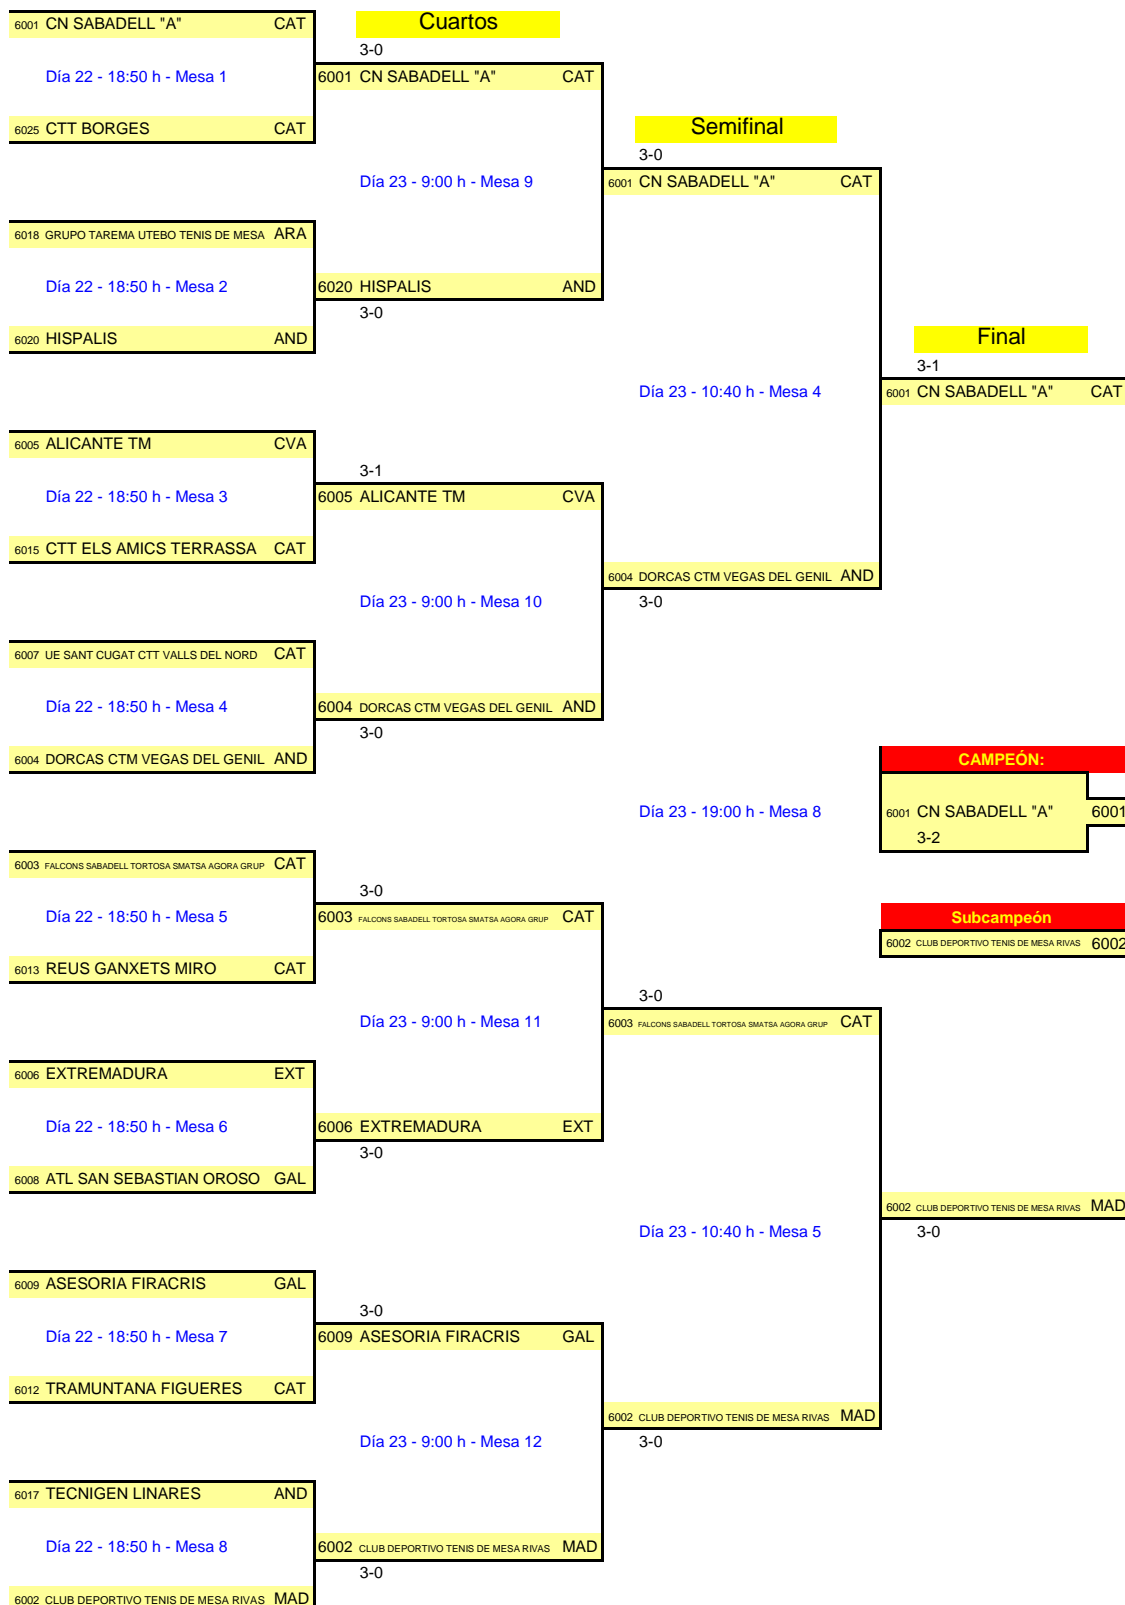 6001 CN SABADELL "A" CAT
Cuartos
3-0
Día 22 - 18:50 h - Mesa 1
6001 CN SABADELL "A" CAT
6025 CTT BORGES CAT
Semifinal
3-0
Día 23 - 9:00 h - Mesa 9
6001 CN SABADELL "A" CAT
6018 GRUPO TAREMA UTEBO TENIS DE MESA ARA
Día 22 - 18:50 h - Mesa 2
6020 HISPALIS AND
3-0
6020 HISPALIS AND
Final
3-1
Día 23 - 10:40 h - Mesa 4
6001 CN SABADELL "A" CAT
6005 ALICANTE TM CVA
3-1
Día 22 - 18:50 h - Mesa 3
6005 ALICANTE TM CVA
6015 CTT ELS AMICS TERRASSA CAT
6004 DORCAS CTM VEGAS DEL GENIL AND
Día 23 - 9:00 h - Mesa 10
3-0
6007 UE SANT CUGAT CTT VALLS DEL NORD CAT
Día 22 - 18:50 h - Mesa 4
6004 DORCAS CTM VEGAS DEL GENIL AND
3-0
6004 DORCAS CTM VEGAS DEL GENIL AND
CAMPEÓN:
Día 23 - 19:00 h - Mesa 8
6001 CN SABADELL "A" 6001
3-2
6003 FALCONS SABADELL TORTOSA SMATSA AGORA GRUP CAT
3-0
Día 22 - 18:50 h - Mesa 5
6003 FALCONS SABADELL TORTOSA SMATSA AGORA GRUP CAT
Subcampeón
6002 CLUB DEPORTIVO TENIS DE MESA RIVAS 6002
6013 REUS GANXETS MIRO CAT
3-0
Día 23 - 9:00 h - Mesa 11
6003 FALCONS SABADELL TORTOSA SMATSA AGORA GRUP CAT
6006 EXTREMADURA EXT
Día 22 - 18:50 h - Mesa 6
6006 EXTREMADURA EXT
3-0
6008 ATL SAN SEBASTIAN OROSO GAL
6002 CLUB DEPORTIVO TENIS DE MESA RIVAS MAD
Día 23 - 10:40 h - Mesa 5
3-0
6009 ASESORIA FIRACRIS GAL
3-0
Día 22 - 18:50 h - Mesa 7
6009 ASESORIA FIRACRIS GAL
6012 TRAMUNTANA FIGUERES CAT
6002 CLUB DEPORTIVO TENIS DE MESA RIVAS MAD
Día 23 - 9:00 h - Mesa 12
3-0
6017 TECNIGEN LINARES AND
Día 22 - 18:50 h - Mesa 8
6002 CLUB DEPORTIVO TENIS DE MESA RIVAS MAD
3-0
6002 CLUB DEPORTIVO TENIS DE MESA RIVAS MAD